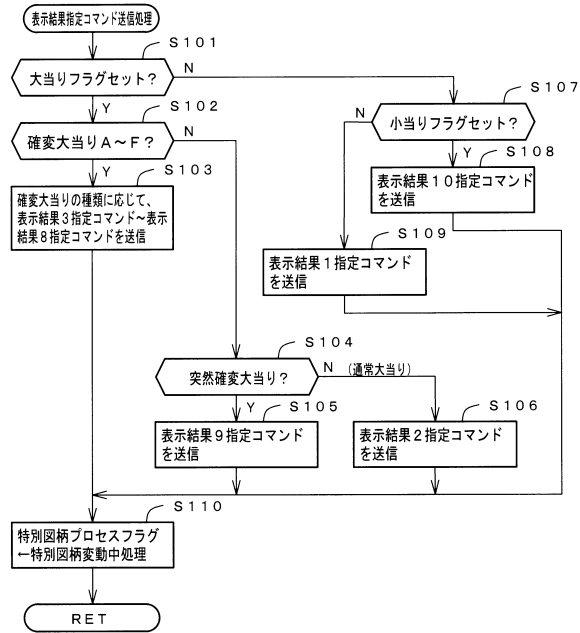 表示結果指定コマンド送信処理
S101
大当りフラグセット?
N
Y
S102
確変大当りA~F?
N
Y
S103
確変大当りの種類に応じて、
表示結果3指定コマンド~表示
結果8指定コマンドを送信
S107
小当りフラグセット?
N
Y
S108
表示結果10指定コマンド
を送信
S109
表示結果1指定コマンド
を送信
S104
突然確変大当り?
N (通常大当り)
Y
S105
表示結果9指定コマンド
を送信
S106
表示結果2指定コマンド
を送信
S110
特別図柄プロセスフラグ
←特別図柄変動中処理
RET